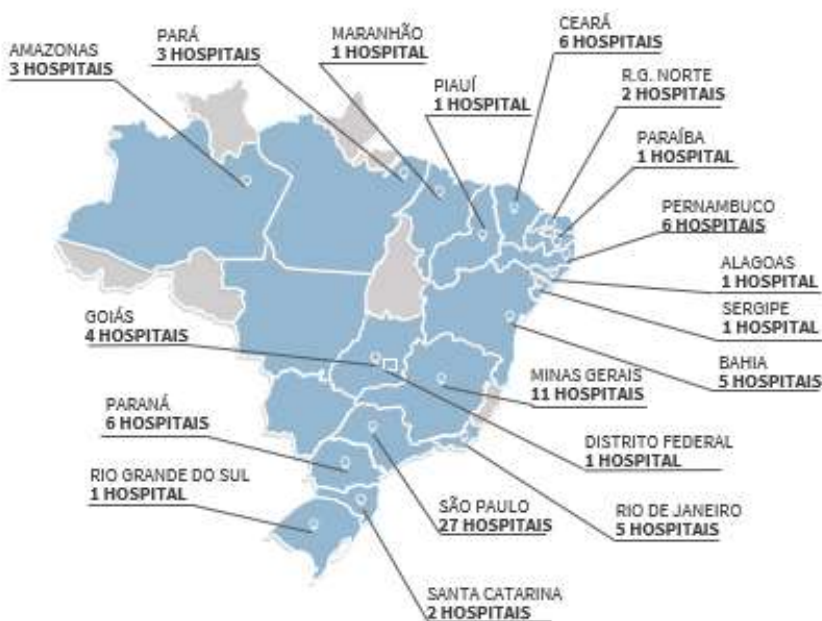 AMAZONAS
3 HOSPITAIS
PARÁ
3 HOSPITAIS
MARANHÃO
1 HOSPITAL
CEARÁ
6 HOSPITAIS
PIAUÍ
1 HOSPITAL
R.G. NORTE
2 HOSPITAIS
PARAÍBA
1 HOSPITAL
PERNAMBUCO
6 HOSPITAIS
ALAGOAS
1 HOSPITAL
SERGIPE
1 HOSPITAL
BAHIA
5 HOSPITAIS
GOIÁS
4 HOSPITAIS
MINAS GERAIS
11 HOSPITAIS
PARANÁ
6 HOSPITAIS
DISTRITO FEDERAL
1 HOSPITAL
RIO GRANDE DO SUL
1 HOSPITAL
SÃO PAULO
27 HOSPITAIS
RIO DE JANEIRO
5 HOSPITAIS
SANTA CATARINA
2 HOSPITAIS